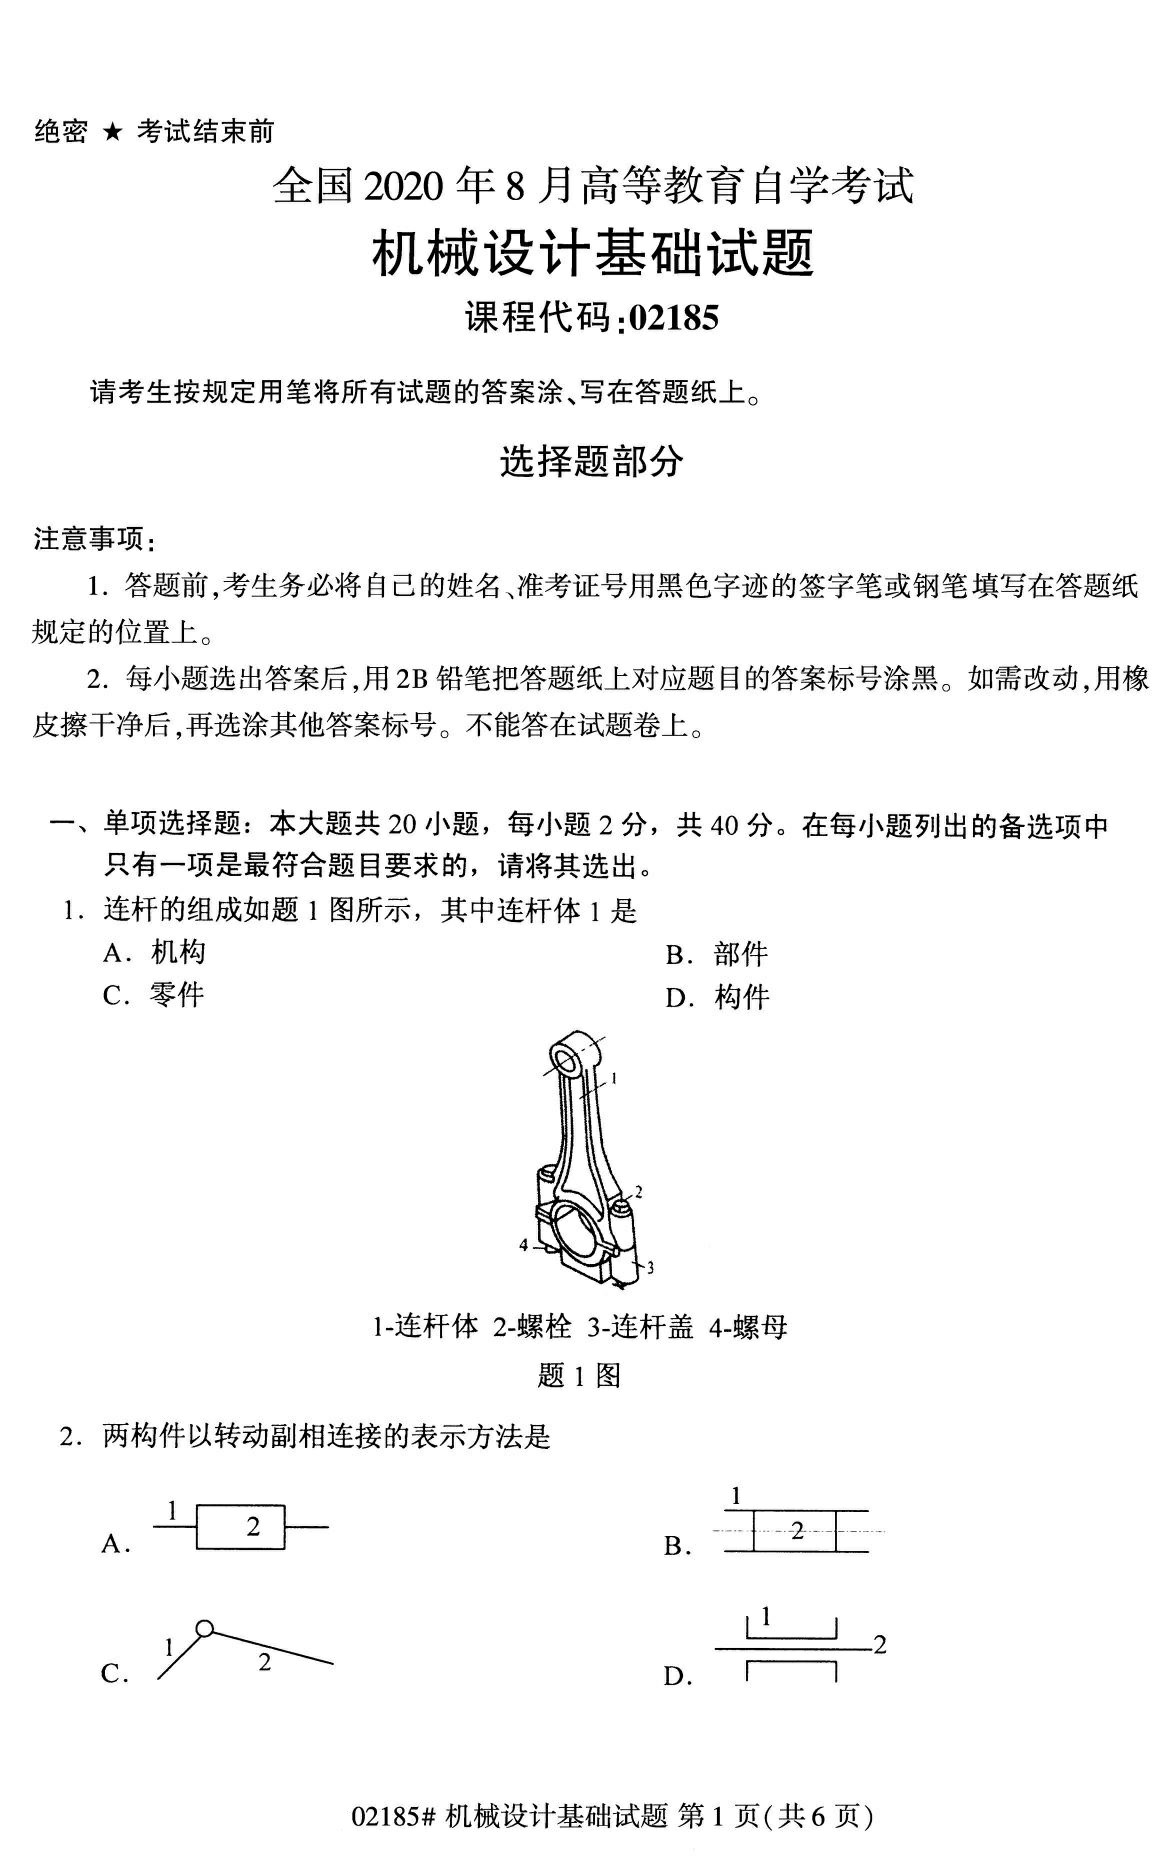 绝密 ★ 考试结束前
全国 2020 年 8 月高等教育自学考试
机械设计基础试题
课程代码:02185
请考生按规定用笔将所有试题的答案涂、写在答题纸上。
选择题部分
注意事项:
1. 答题前,考生务必将自己的姓名、准考证号用黑色字迹的签字笔或钢笔填写在答题纸
规定的位置上。
2. 每小题选出答案后,用 2B 铅笔把答题纸上对应题目的答案标号涂黑。如需改动,用橡
皮擦干净后,再选涂其他答案标号。不能答在试题卷上。
一、单项选择题：本大题共 20 小题，每小题 2 分，共 40 分。在每小题列出的备选项中
只有一项是最符合题目要求的，请将其选出。
1．连杆的组成如题 1 图所示，其中连杆体 1 是
A．机构 B．部件
C．零件 D．构件
1
2
4
3
1-连杆体 2-螺栓 3-连杆盖 4-螺母
题 1 图
2．两构件以转动副相连接的表示方法是
A． 1 2
B． 1 2
C． 1 2
D． 1 2
02185# 机械设计基础试题 第 1 页(共 6 页)